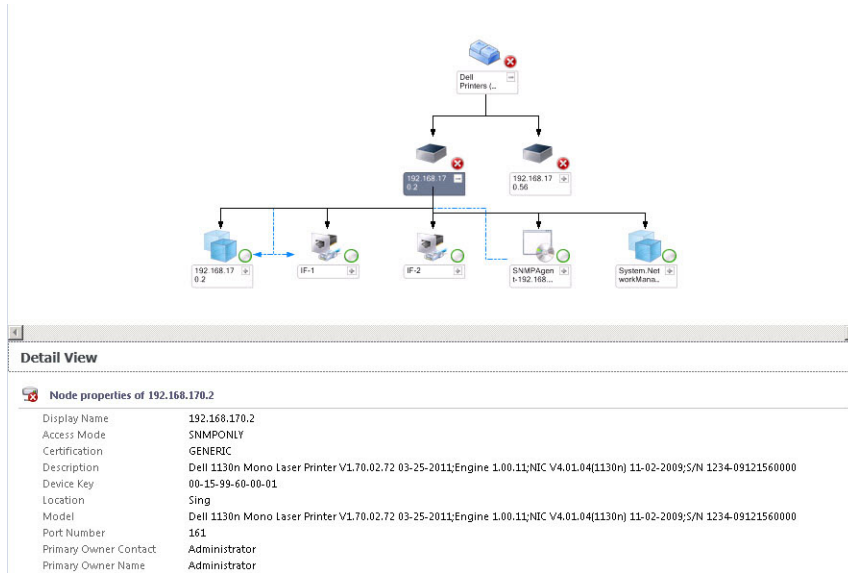 Dell
Printers (...
192.168.17
0.2
192.168.17
0.56
192.168.17
0.2
IF-1
IF-2
SNMPAgen
t-192.168...
System.Net
workMana...
Detail View
Node properties of 192.168.170.2
Display Name 192.168.170.2
Access Mode SNMPONLY
Certification GENERIC
Description Dell 1130n Mono Laser Printer V1.70.02.72 03-25-2011;Engine 1.00.11;NIC V4.01.04(1130n) 11-02-2009;S/N 1234-09121560000
Device Key 00-15-99-60-00-01
Location Sing
Model Dell 1130n Mono Laser Printer V1.70.02.72 03-25-2011;Engine 1.00.11;NIC V4.01.04(1130n) 11-02-2009;S/N 1234-09121560000
Port Number 161
Primary Owner Contact Administrator
Primary Owner Name Administrator